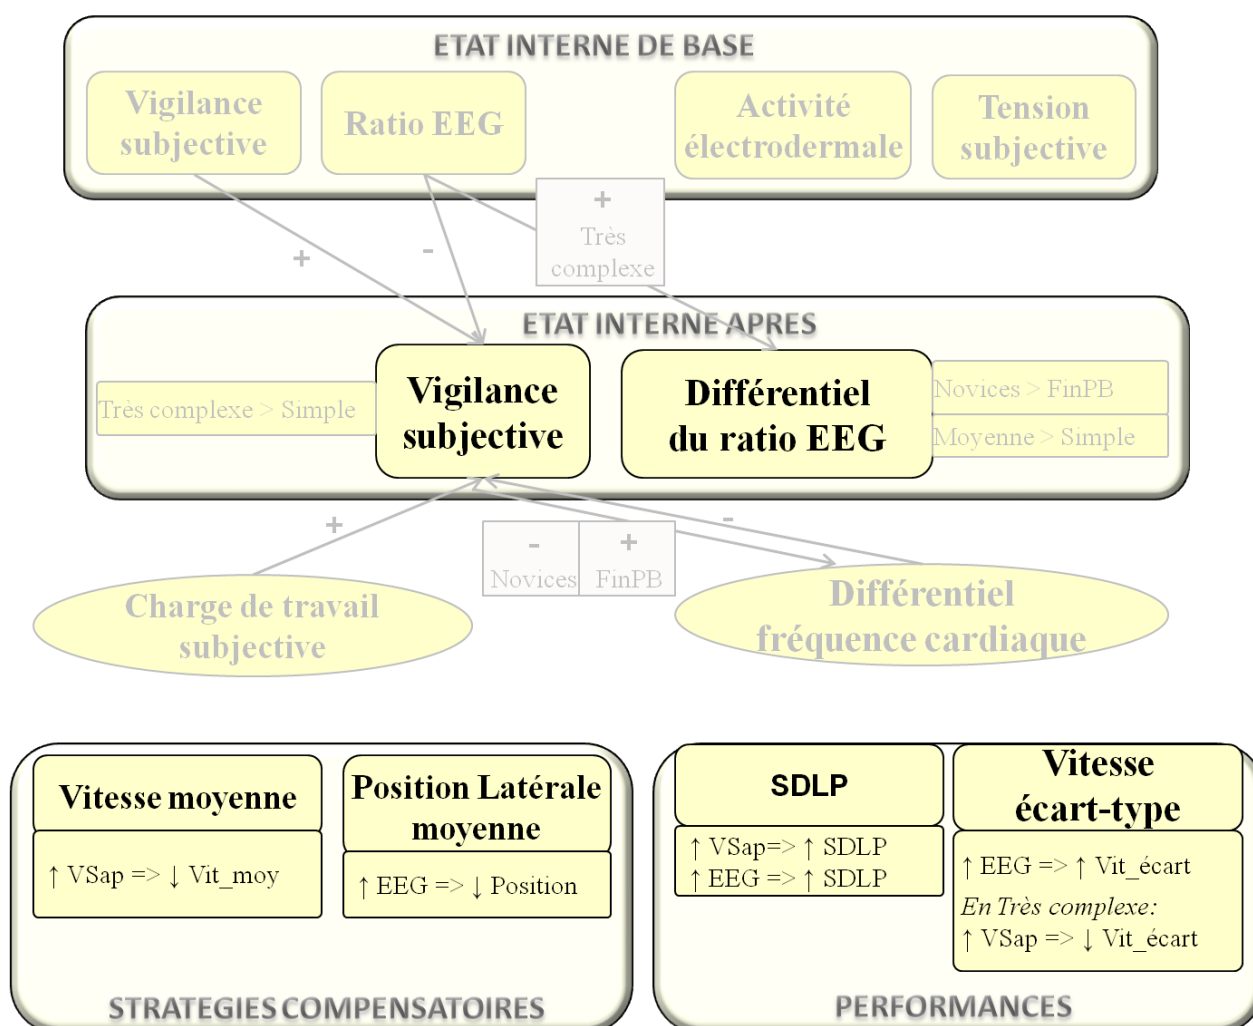 ETAT INTERNE DE BASE
Vigilance
subjective
Ratio EEG
Activité
électrodermale
Tension
subjective
+
Très
complexe
+
-
ETAT INTERNE APRES
Très complexe > Simple
Vigilance
subjective
Différentiel
du ratio EEG
Novices > FinPB
Moyenne > Simple
+
-
Novices
+
FinPB
-
Charge de travail
subjective
Différentiel
fréquence cardiaque
Vitesse moyenne
↑ VSap => ↓ Vit_moy
Position Latérale
moyenne
↑ EEG => ↓ Position
STRATEGIES COMPENSATOIRES
SDLP
↑ VSap=> ↑ SDLP
↑ EEG => ↑ SDLP
Vitesse
écart-type
↑ EEG => ↑ Vit_écart
En Très complexe:
↑ VSap => ↓ Vit_écart
PERFORMANCES